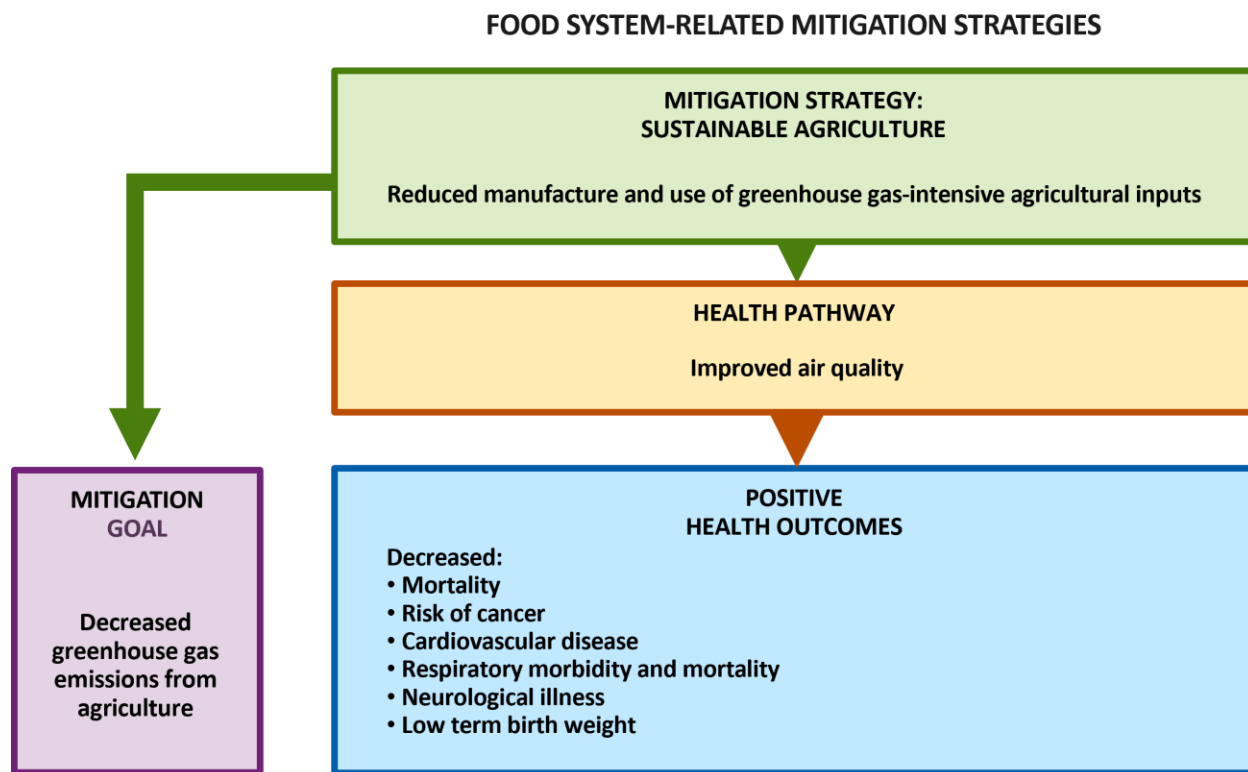 FOOD SYSTEM-RELATED MITIGATION STRATEGIES
MITIGATION STRATEGY:
SUSTAINABLE AGRICULTURE
Reduced manufacture and use of greenhouse gas-intensive agricultural inputs
HEALTH PATHWAY
Improved air quality
MITIGATION
GOAL
Decreased
greenhouse gas
emissions from
agriculture
POSITIVE
HEALTH OUTCOMES
Decreased:
• Mortality
• Risk of cancer
• Cardiovascular disease
• Respiratory morbidity and mortality
• Neurological illness
• Low term birth weight